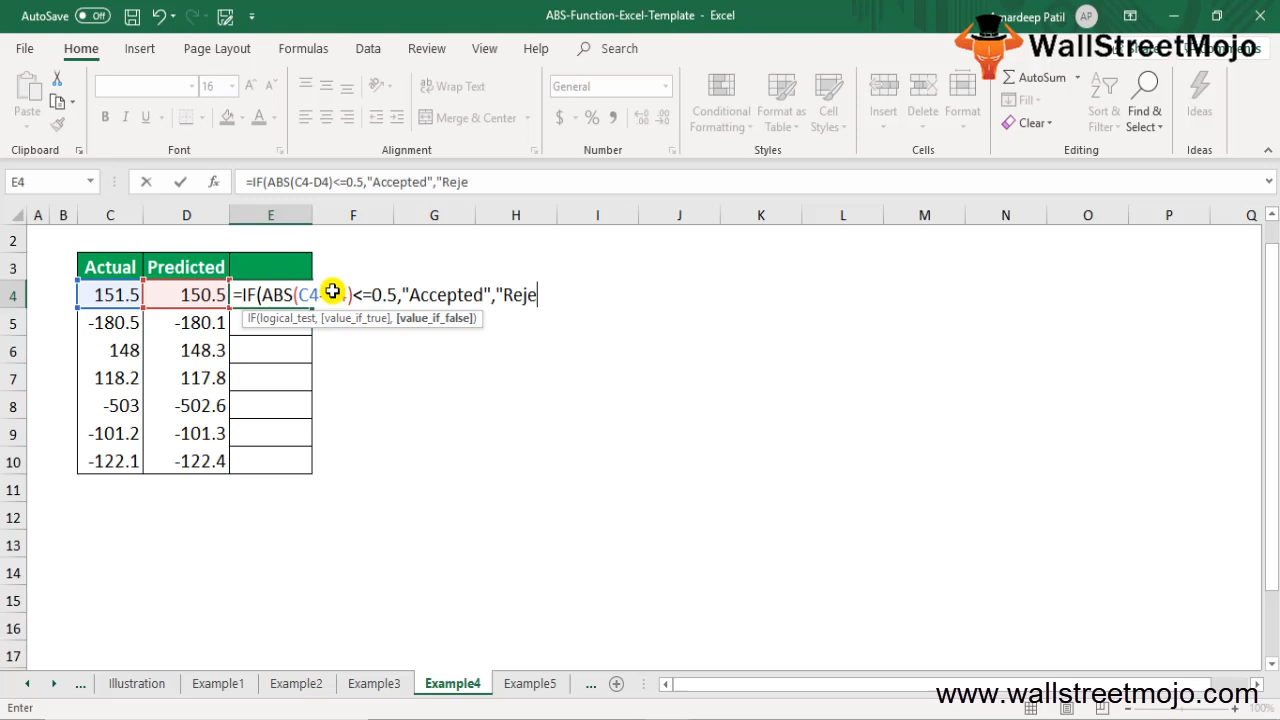 AutoSave Off ABS-Function-Excel-Template - Excel Amardeep Patil AP
File Home Insert Page Layout Formulas Data Review View Help Search WallStreetMojo
Paste 16 Wrap Text General Conditional Formatting Format as Table Cell Styles Insert Delete Format AutoSum Fill Clear Sort & Filter Find & Select Ideas
B I U Merge & Center $ % ,
Clipboard Font Alignment Number Styles Cells Editing Ideas
E4 fx =IF(ABS(C4-D4)<=0.5,"Accepted","Reje
A B C D E F G H I J K L M N O P Q
2
3 Actual Predicted
4 151.5 150.5 =IF(ABS(C4-D4)<=0.5,"Accepted","Reje
IF(logical_test, [value_if_true], [value_if_false])
5 -180.5 -180.1
6 148 148.3
7 118.2 117.8
8 -503 -502.6
9 -101.2 -101.3
10 -122.1 -122.4
11
12
13
14
15
16
17
... Illustration Example1 Example2 Example3 Example4 Example5 ...
www.wallstreetmojo.com
Enter 100%